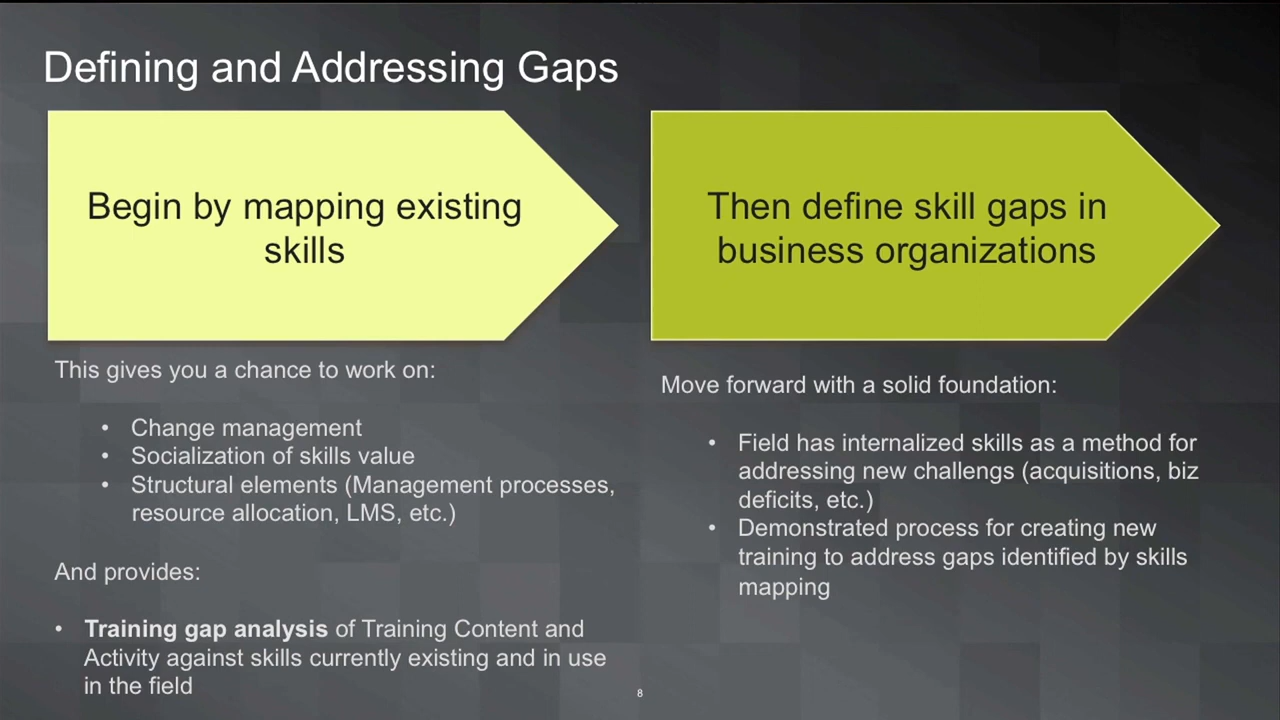 Defining and Addressing Gaps
Begin by mapping existing
skills
This gives you a chance to work on:
• Change management
• Socialization of skills value
• Structural elements (Management processes,
resource allocation, LMS, etc.)
And provides:
• Training gap analysis of Training Content and
Activity against skills currently existing and in use
in the field
Then define skill gaps in
business organizations
Move forward with a solid foundation:
• Field has internalized skills as a method for
addressing new challengs (acquisitions, biz
deficits, etc.)
• Demonstrated process for creating new
training to address gaps identified by skills
mapping
8